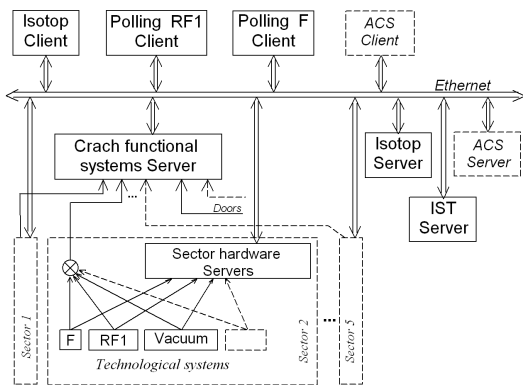 Isotop
Client
Polling RF1
Client
Polling F
Client
ACS
Client
Ethernet
Crach functional
systems Server
Isotop
Server
ACS
Server
...
Doors
IST
Server
Sector hardware
Servers
Sector 1
F
RF1
Vacuum
Technological systems
Sector 2
...
Sector 5